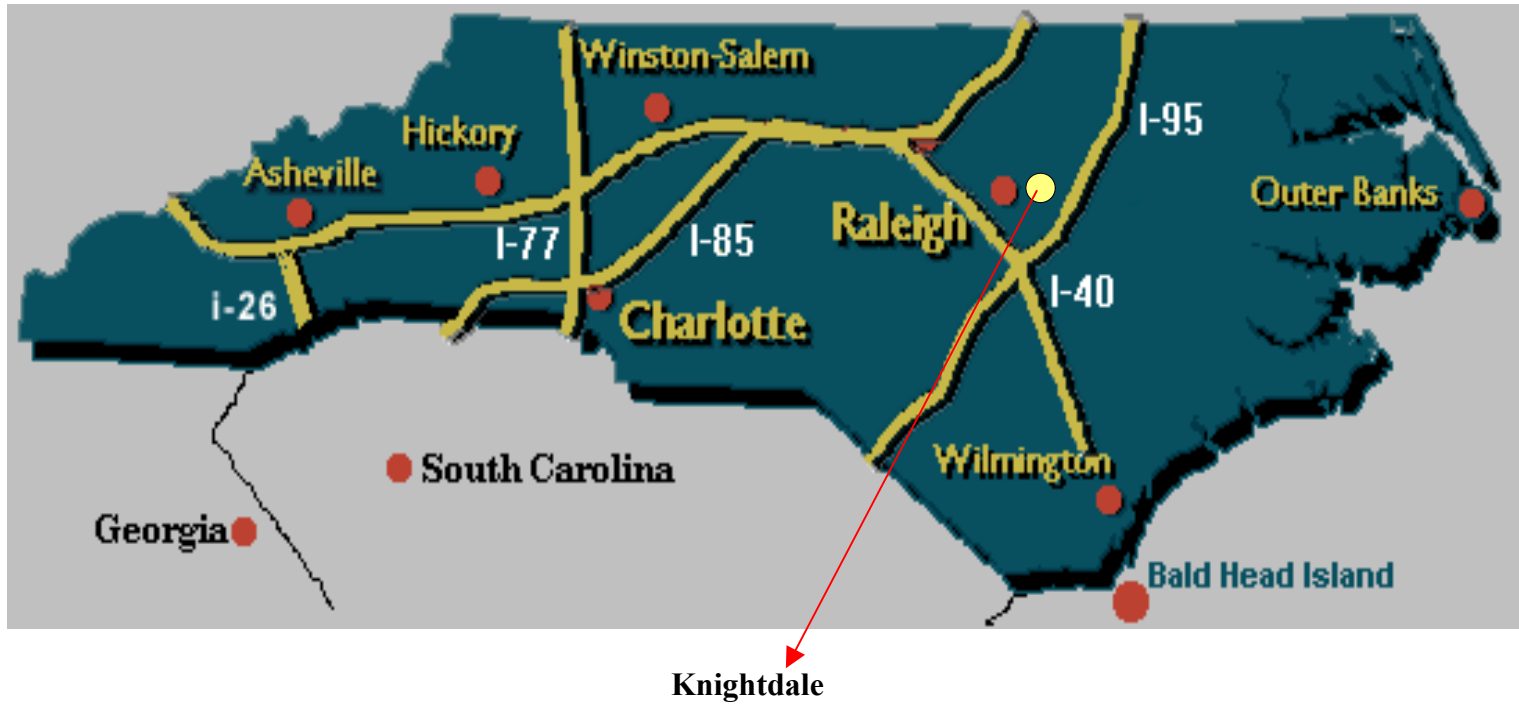 Winston-Salem
I-95
Hickory
Asheville
Outer Banks
Raleigh
I-77
I-85
I-40
i-26
Charlotte
Wilmington
South Carolina
Georgia
Bald Head Island
Knightdale